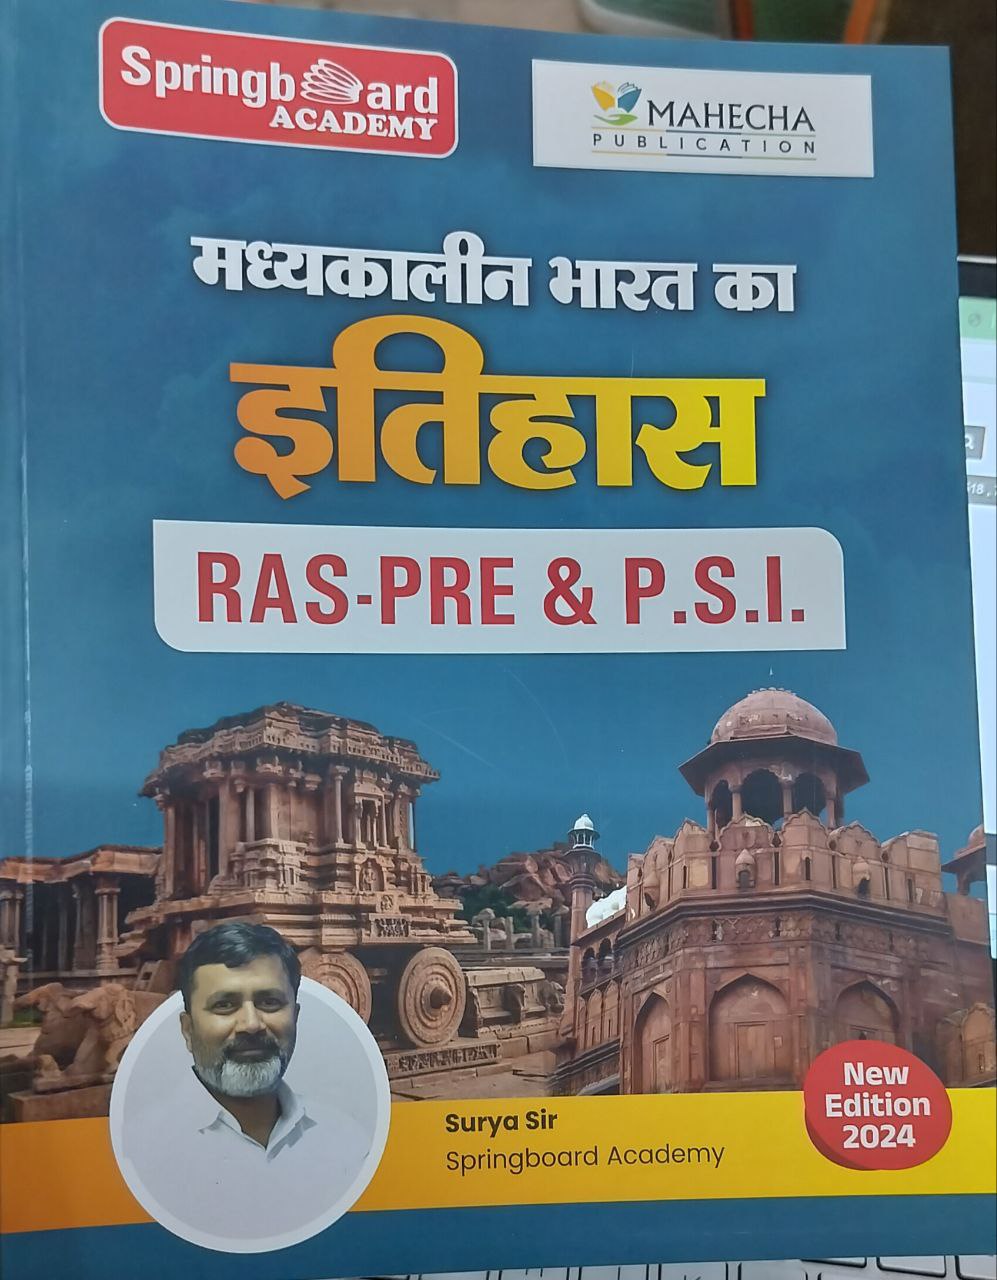 Springboard
ACADEMY
MAHECHA
PUBLICATION
मध्यकालीन भारत का
इतिहास
RAS-PRE & P.S.I.
New
Edition
2024
Surya Sir
Springboard Academy